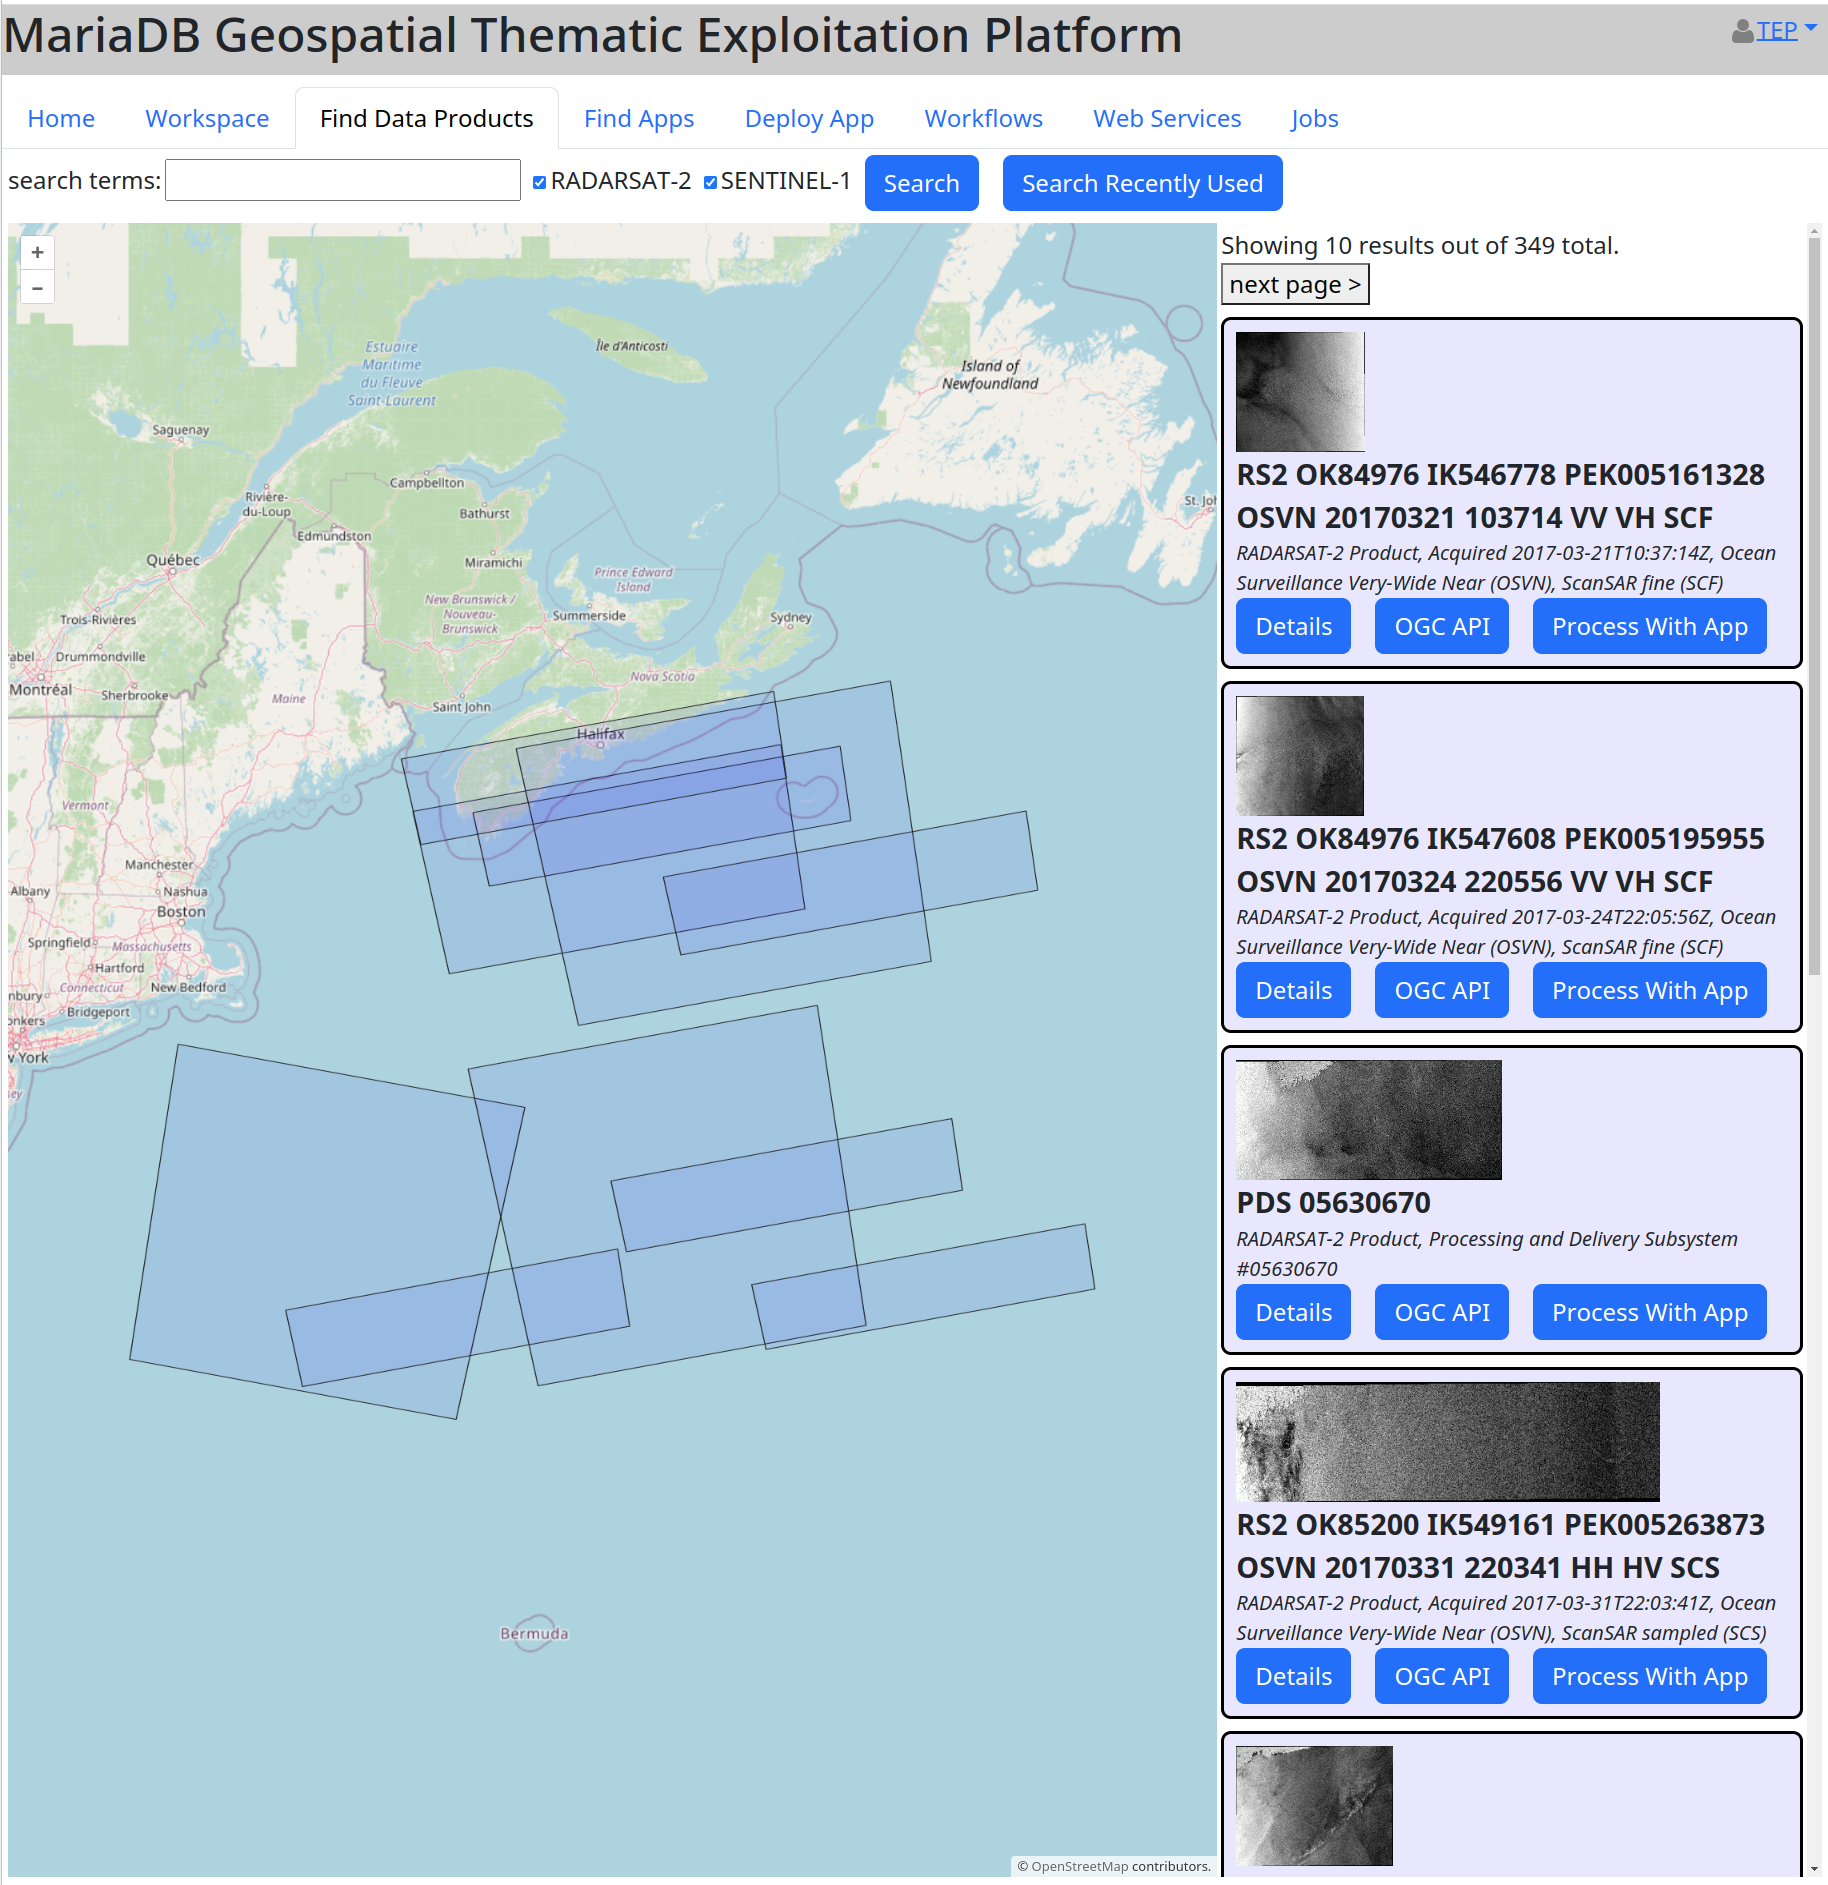 MariaDB Geospatial Thematic Exploitation Platform
TEP
Home Workspace Find Data Products Find Apps Deploy App Workflows Web Services Jobs
search terms: RADARSAT-2 SENTINEL-1 Search Search Recently Used
+
−
Estuaire
Maritime
du Fleuve
Saint-Laurent
Île d'Anticosti
Island of
Newfoundland
Saguenay
Campbellton
Rivière-
du-Loup
Bathurst
St. Joh
Edmundston
Québec
Miramichi
Prince Edward
Island
New Brunswick /
Nouveau-
Brunswick
Trois-Rivières
Summerside
Sydney
Drummondville
Montréal
Sherbrooke
Nova Scotia
Maine
Saint John
Halifax
Vermont
Manchester
Albany
Nashua
Boston
Springfield
Massachusetts
Hartford
Connecticut
New Bedford
nbury
Bridgeport
onkers
w York
sey
Bermuda
© OpenStreetMap contributors.
Showing 10 results out of 349 total.
next page >
RS2 OK84976 IK546778 PEK005161328
OSVN 20170321 103714 VV VH SCF
RADARSAT-2 Product, Acquired 2017-03-21T10:37:14Z, Ocean
Surveillance Very-Wide Near (OSVN), ScanSAR fine (SCF)
Details OGC API Process With App
RS2 OK84976 IK547608 PEK005195955
OSVN 20170324 220556 VV VH SCF
RADARSAT-2 Product, Acquired 2017-03-24T22:05:56Z, Ocean
Surveillance Very-Wide Near (OSVN), ScanSAR fine (SCF)
Details OGC API Process With App
PDS 05630670
RADARSAT-2 Product, Processing and Delivery Subsystem
#05630670
Details OGC API Process With App
RS2 OK85200 IK549161 PEK005263873
OSVN 20170331 220341 HH HV SCS
RADARSAT-2 Product, Acquired 2017-03-31T22:03:41Z, Ocean
Surveillance Very-Wide Near (OSVN), ScanSAR sampled (SCS)
Details OGC API Process With App